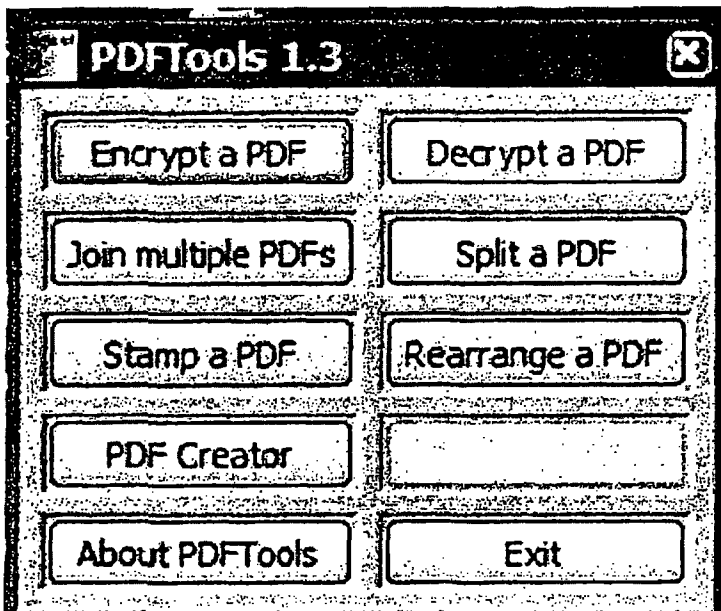 PDFTools 1.3
Encrypt a PDF Decrypt a PDF
Join multiple PDFs Split a PDF
Stamp a PDF Rearrange a PDF
PDF Creator
About PDFTools Exit